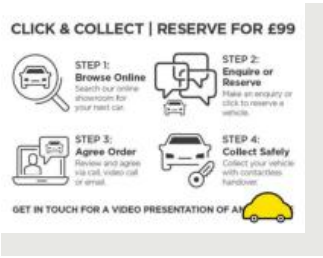 CLICK & COLLECT | RESERVE FOR £99
STEP 1:
Browse Online
Search our online
showroom for
your next car.
STEP 2:
Enquire or
Reserve
Make an enquiry or
click to reserve a
vehicle.
STEP 3:
Agree Order
Review and agree
via call, video call
or email.
STEP 4:
Collect Safely
Collect your vehicle
with contactless
handover.
GET IN TOUCH FOR A VIDEO PRESENTATION OF AN